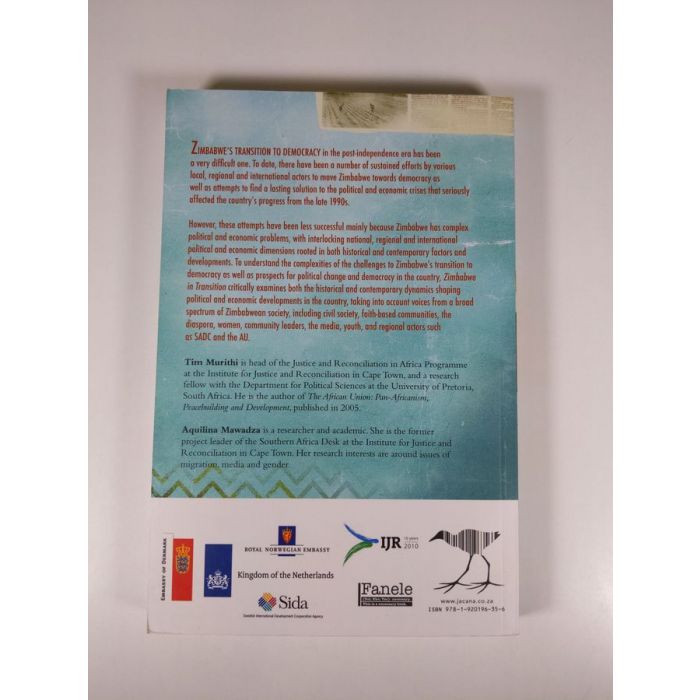 ZIMBABWE'S TRANSITION TO DEMOCRACY in the post-independence era has been
a very difficult one. To date, there have been a number of sustained efforts by various
local, regional and international actors to move Zimbabwe towards democracy as
well as attempts to find a lasting solution to the political and economic crises that seriously
affected the country's progress from the late 1990s.
However, these attempts have been less successful mainly because Zimbabwe has complex
political and economic problems, with interlocking national, regional and international
political and economic dimensions rooted in both historical and contemporary factors and
developments. To understand the complexities of the challenges to Zimbabwe's transition to
democracy as well as prospects for political change and democracy in the country, Zimbabwe
in Transition critically examines both the historical and contemporary dynamics shaping
political and economic developments in the country, taking into account voices from a broad
spectrum of Zimbabwean society, including civil society, faith-based communities, the
diaspora, women, community leaders, the media, youth, and regional actors such
as SADC and the AU.
Tim Murithi is head of the Justice and Reconciliation in Africa Programme
at the Institute for Justice and Reconciliation in Cape Town, and a research
fellow with the Department for Political Sciences at the University of Pretoria,
South Africa. He is the author of The African Union: Pan-Africanism,
Peacebuilding and Development, published in 2005.
Aquilina Mawadza is a researcher and academic. She is the former
project leader of the Southern Africa Desk at the Institute for Justice and
Reconciliation in Cape Town. Her research interests are around issues of
migration, media and gender.
EMBASSY OF DENMARK
ROYAL NORWEGIAN EMBASSY
Kingdom of the Netherlands
Sida
Swedish International Development Cooperation Agency
IJR 10 years
2010
Fanele
www.jacana.co.za
ISBN 978-1-920196-35-6